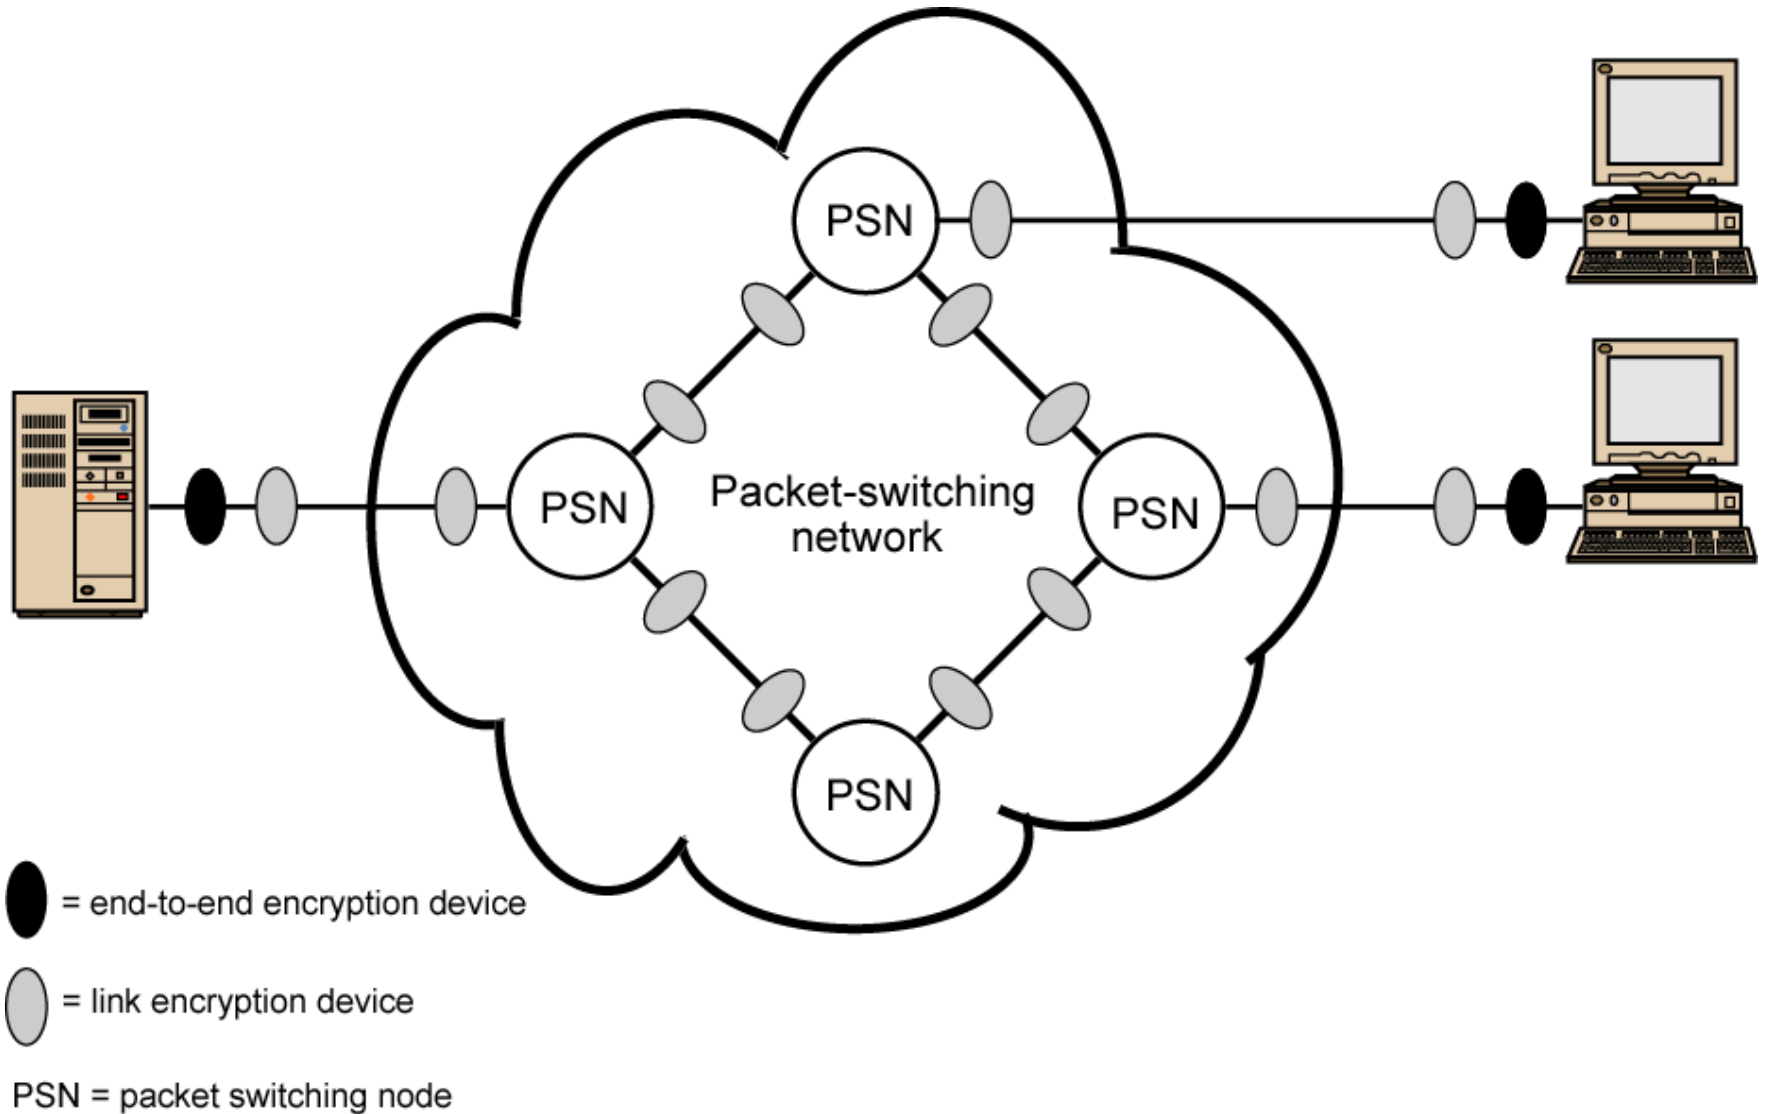 PSN
PSN
Packet-switching
network
PSN
PSN
= end-to-end encryption device
= link encryption device
PSN = packet switching node